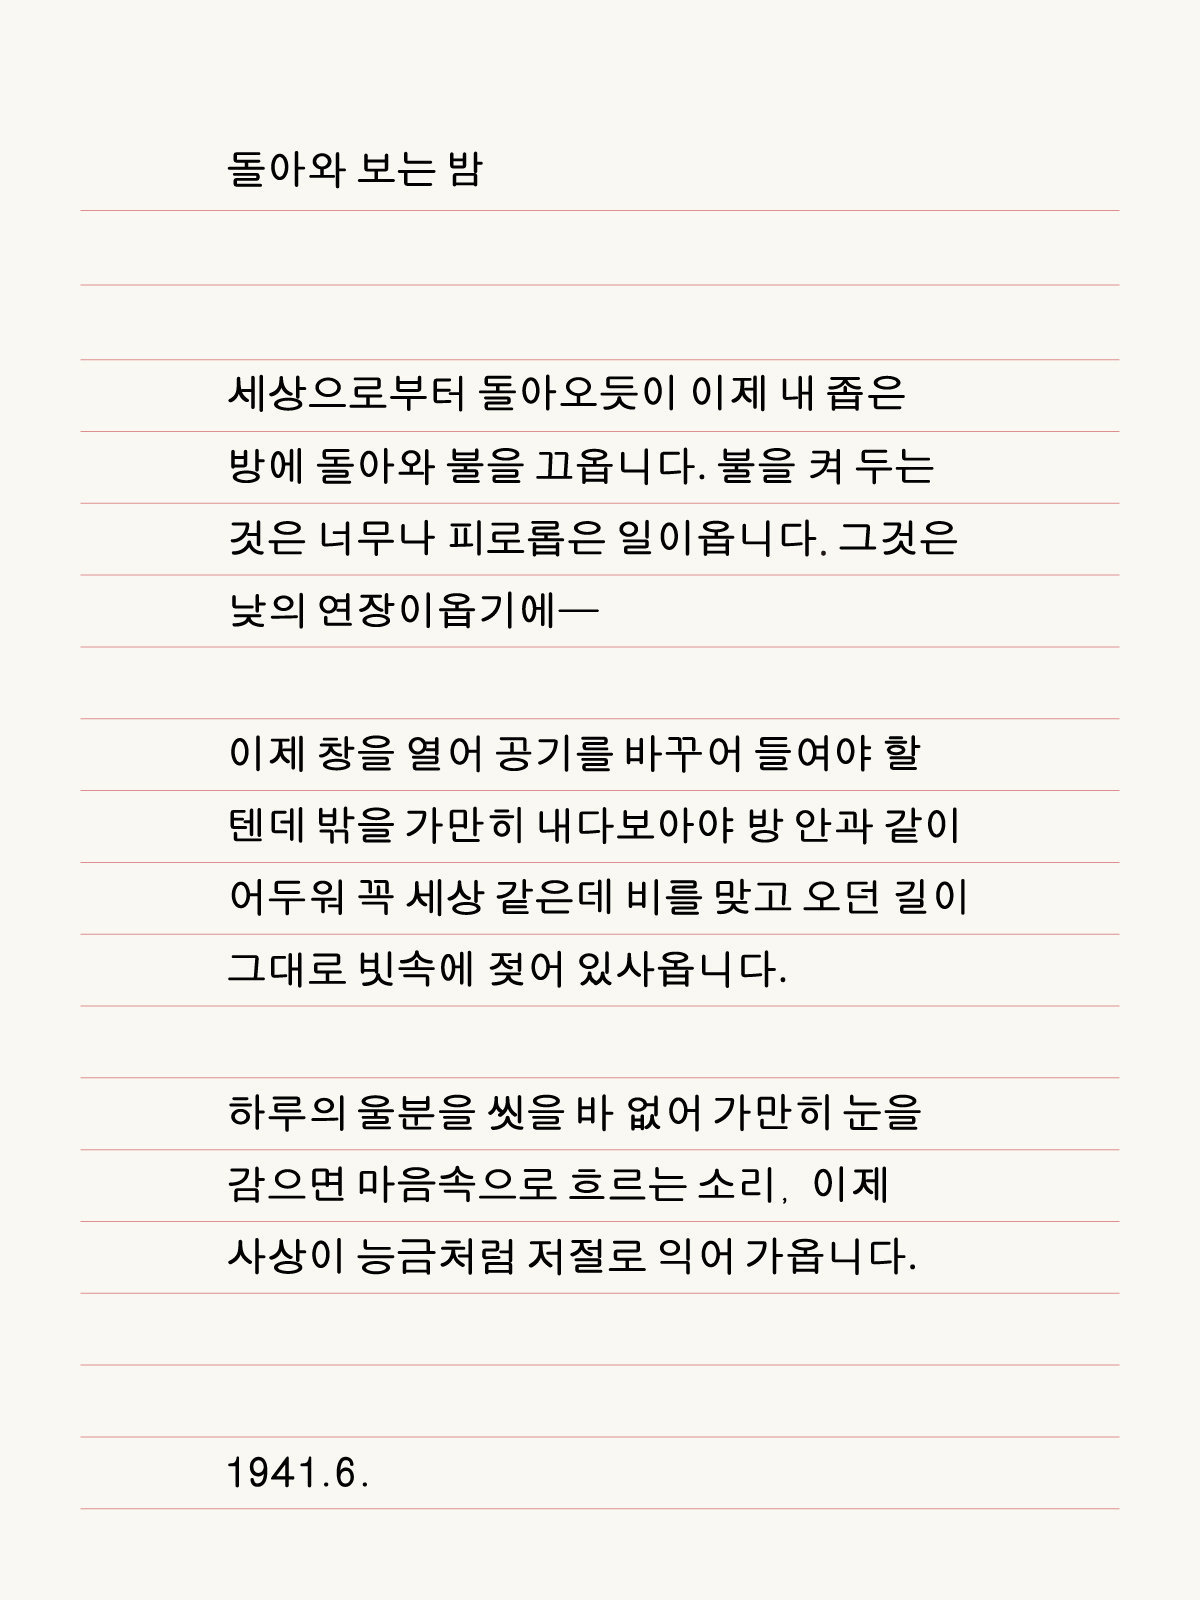 돌아와 보는 밤
세상으로부터 돌아오듯이 이제 내 좁은
방에 돌아와 불을 끄옵니다. 불을 켜 두는
것은 너무나 피로롭은 일이옵니다. 그것은
낮의 연장이옵기에—
이제 창을 열어 공기를 바꾸어 들여야 할
텐데 밖을 가만히 내다보아야 방 안과 같이
어두워 꼭 세상 같은데 비를 맞고 오던 길이
그대로 빗속에 젖어 있사옵니다.
하루의 울분을 씻을 바 없어 가만히 눈을
감으면 마음속으로 흐르는 소리, 이제
사상이 능금처럼 저절로 익어 가옵니다.
1941.6.